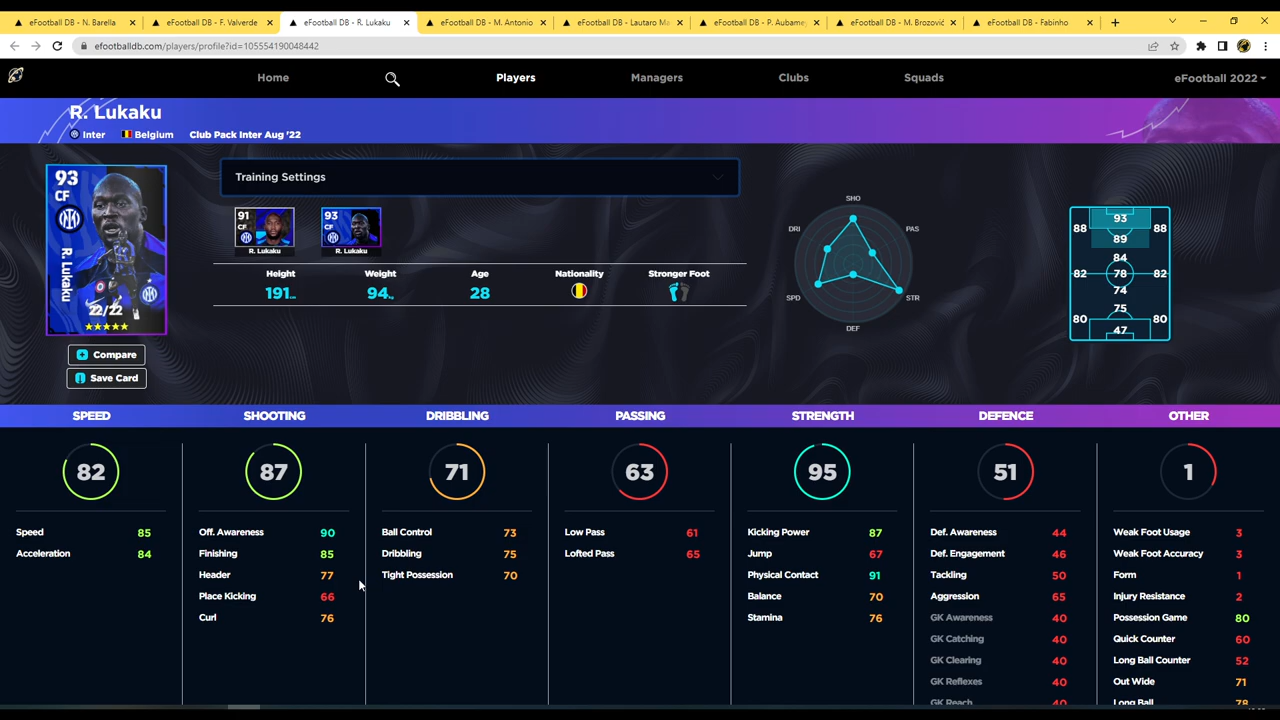 eFootball DB - N. Barella
eFootball DB - F. Valverde
eFootball DB - R. Lukaku
eFootball DB - M. Antonio
eFootball DB - Lautaro Ma
eFootball DB - P. Aubame
eFootball DB - M. Brozović
eFootball DB - Fabinho
efootballdb.com/players/profile?id=105554190048442
Home
Players
Managers
Clubs
Squads
eFootball 2022
R. Lukaku
Inter
Belgium
Club Pack Inter Aug '22
93
CF
R. Lukaku
22/22
Compare
Save Card
Training Settings
91
CF
R. Lukaku
93
CF
R. Lukaku
Height Weight Age Nationality Stronger Foot
191cm 94 28
SHO
DRI PAS
SPD STR
DEF
93
88 88
89
84
82 78 82
74
75
80 80
47
SPEED SHOOTING DRIBBLING PASSING STRENGTH DEFENCE OTHER
82 87 71 63 95 51 1
Speed 85
Acceleration 84
Off. Awareness 90
Finishing 85
Header 77
Place Kicking 66
Curl 76
Ball Control 73
Dribbling 75
Tight Possession 70
Low Pass 61
Lofted Pass 65
Kicking Power 87
Jump 67
Physical Contact 91
Balance 70
Stamina 76
Def. Awareness 44
Def. Engagement 46
Tackling 50
Aggression 65
GK Awareness 40
GK Catching 40
GK Clearing 40
GK Reflexes 40
GK Reach 40
Weak Foot Usage 3
Weak Foot Accuracy 3
Form 1
Injury Resistance 2
Possession Game 80
Quick Counter 60
Long Ball Counter 52
Out Wide 71
Long Ball 78